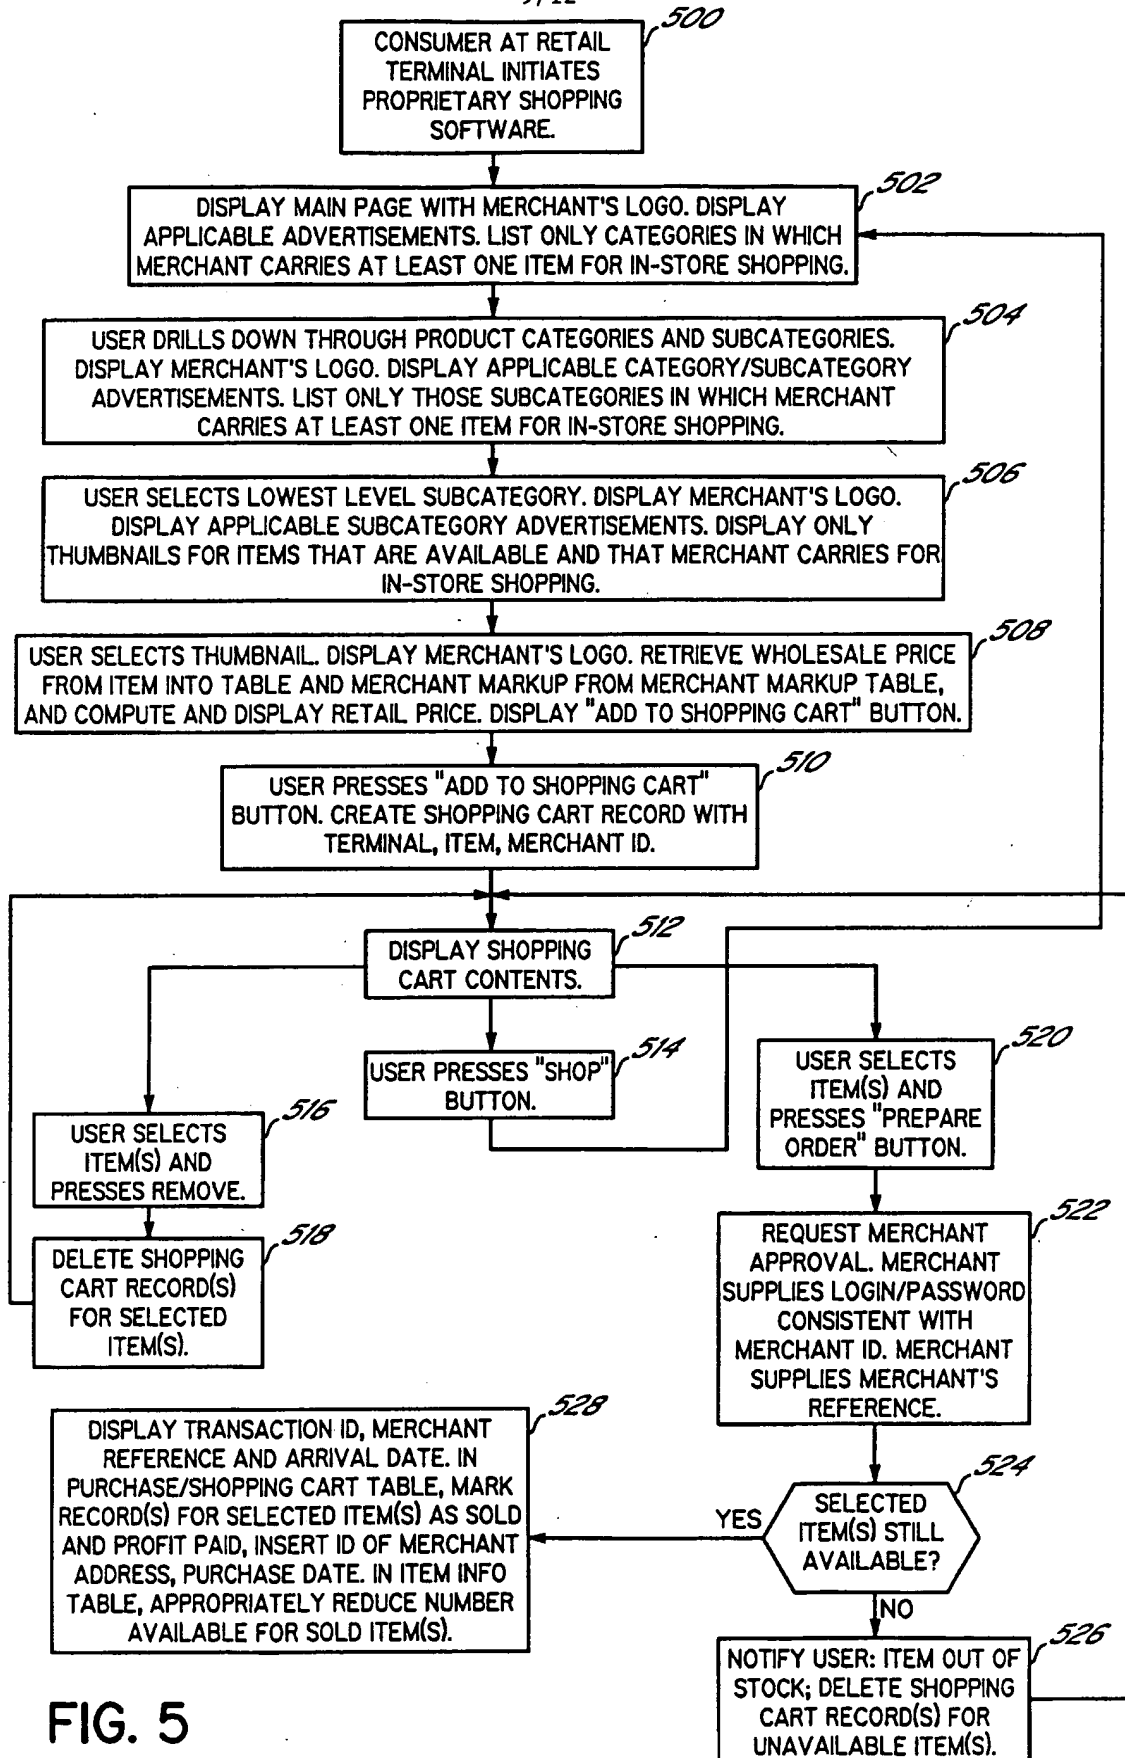 9/12
500
CONSUMER AT RETAIL
TERMINAL INITIATES
PROPRIETARY SHOPPING
SOFTWARE.
502
DISPLAY MAIN PAGE WITH MERCHANT'S LOGO. DISPLAY
APPLICABLE ADVERTISEMENTS. LIST ONLY CATEGORIES IN WHICH
MERCHANT CARRIES AT LEAST ONE ITEM FOR IN-STORE SHOPPING.
504
USER DRILLS DOWN THROUGH PRODUCT CATEGORIES AND SUBCATEGORIES.
DISPLAY MERCHANT'S LOGO. DISPLAY APPLICABLE CATEGORY/SUBCATEGORY
ADVERTISEMENTS. LIST ONLY THOSE SUBCATEGORIES IN WHICH MERCHANT
CARRIES AT LEAST ONE ITEM FOR IN-STORE SHOPPING.
506
USER SELECTS LOWEST LEVEL SUBCATEGORY. DISPLAY MERCHANT'S LOGO.
DISPLAY APPLICABLE SUBCATEGORY ADVERTISEMENTS. DISPLAY ONLY
THUMBNAILS FOR ITEMS THAT ARE AVAILABLE AND THAT MERCHANT CARRIES FOR
IN-STORE SHOPPING.
508
USER SELECTS THUMBNAIL. DISPLAY MERCHANT'S LOGO. RETRIEVE WHOLESALE PRICE
FROM ITEM INTO TABLE AND MERCHANT MARKUP FROM MERCHANT MARKUP TABLE,
AND COMPUTE AND DISPLAY RETAIL PRICE. DISPLAY "ADD TO SHOPPING CART" BUTTON.
510
USER PRESSES "ADD TO SHOPPING CART"
BUTTON. CREATE SHOPPING CART RECORD WITH
TERMINAL, ITEM, MERCHANT ID.
512
DISPLAY SHOPPING
CART CONTENTS.
514
USER PRESSES "SHOP"
BUTTON.
516
USER SELECTS
ITEM(S) AND
PRESSES REMOVE.
518
DELETE SHOPPING
CART RECORD(S)
FOR SELECTED
ITEM(S).
520
USER SELECTS
ITEM(S) AND
PRESSES "PREPARE
ORDER" BUTTON.
522
REQUEST MERCHANT
APPROVAL. MERCHANT
SUPPLIES LOGIN/PASSWORD
CONSISTENT WITH
MERCHANT ID. MERCHANT
SUPPLIES MERCHANT'S
REFERENCE.
524
SELECTED
ITEM(S) STILL
AVAILABLE?
YES
NO
528
DISPLAY TRANSACTION ID, MERCHANT
REFERENCE AND ARRIVAL DATE. IN
PURCHASE/SHOPPING CART TABLE, MARK
RECORD(S) FOR SELECTED ITEM(S) AS SOLD
AND PROFIT PAID, INSERT ID OF MERCHANT
ADDRESS, PURCHASE DATE. IN ITEM INFO
TABLE, APPROPRIATELY REDUCE NUMBER
AVAILABLE FOR SOLD ITEM(S).
526
NOTIFY USER: ITEM OUT OF
STOCK; DELETE SHOPPING
CART RECORD(S) FOR
UNAVAILABLE ITEM(S).
FIG. 5